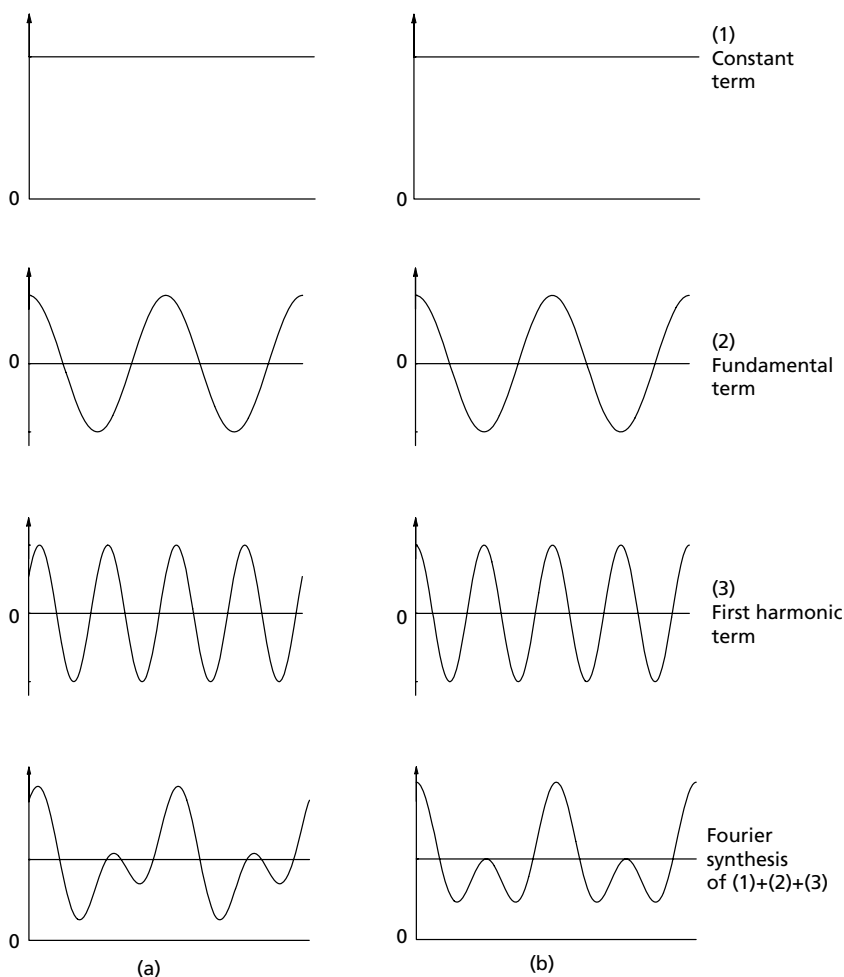 (1)
Constant
term
0
0
(2)
Fundamental
term
0
0
(3)
First harmonic
term
0
0
Fourier
synthesis
of (1)+(2)+(3)
0
0
(a)
(b)